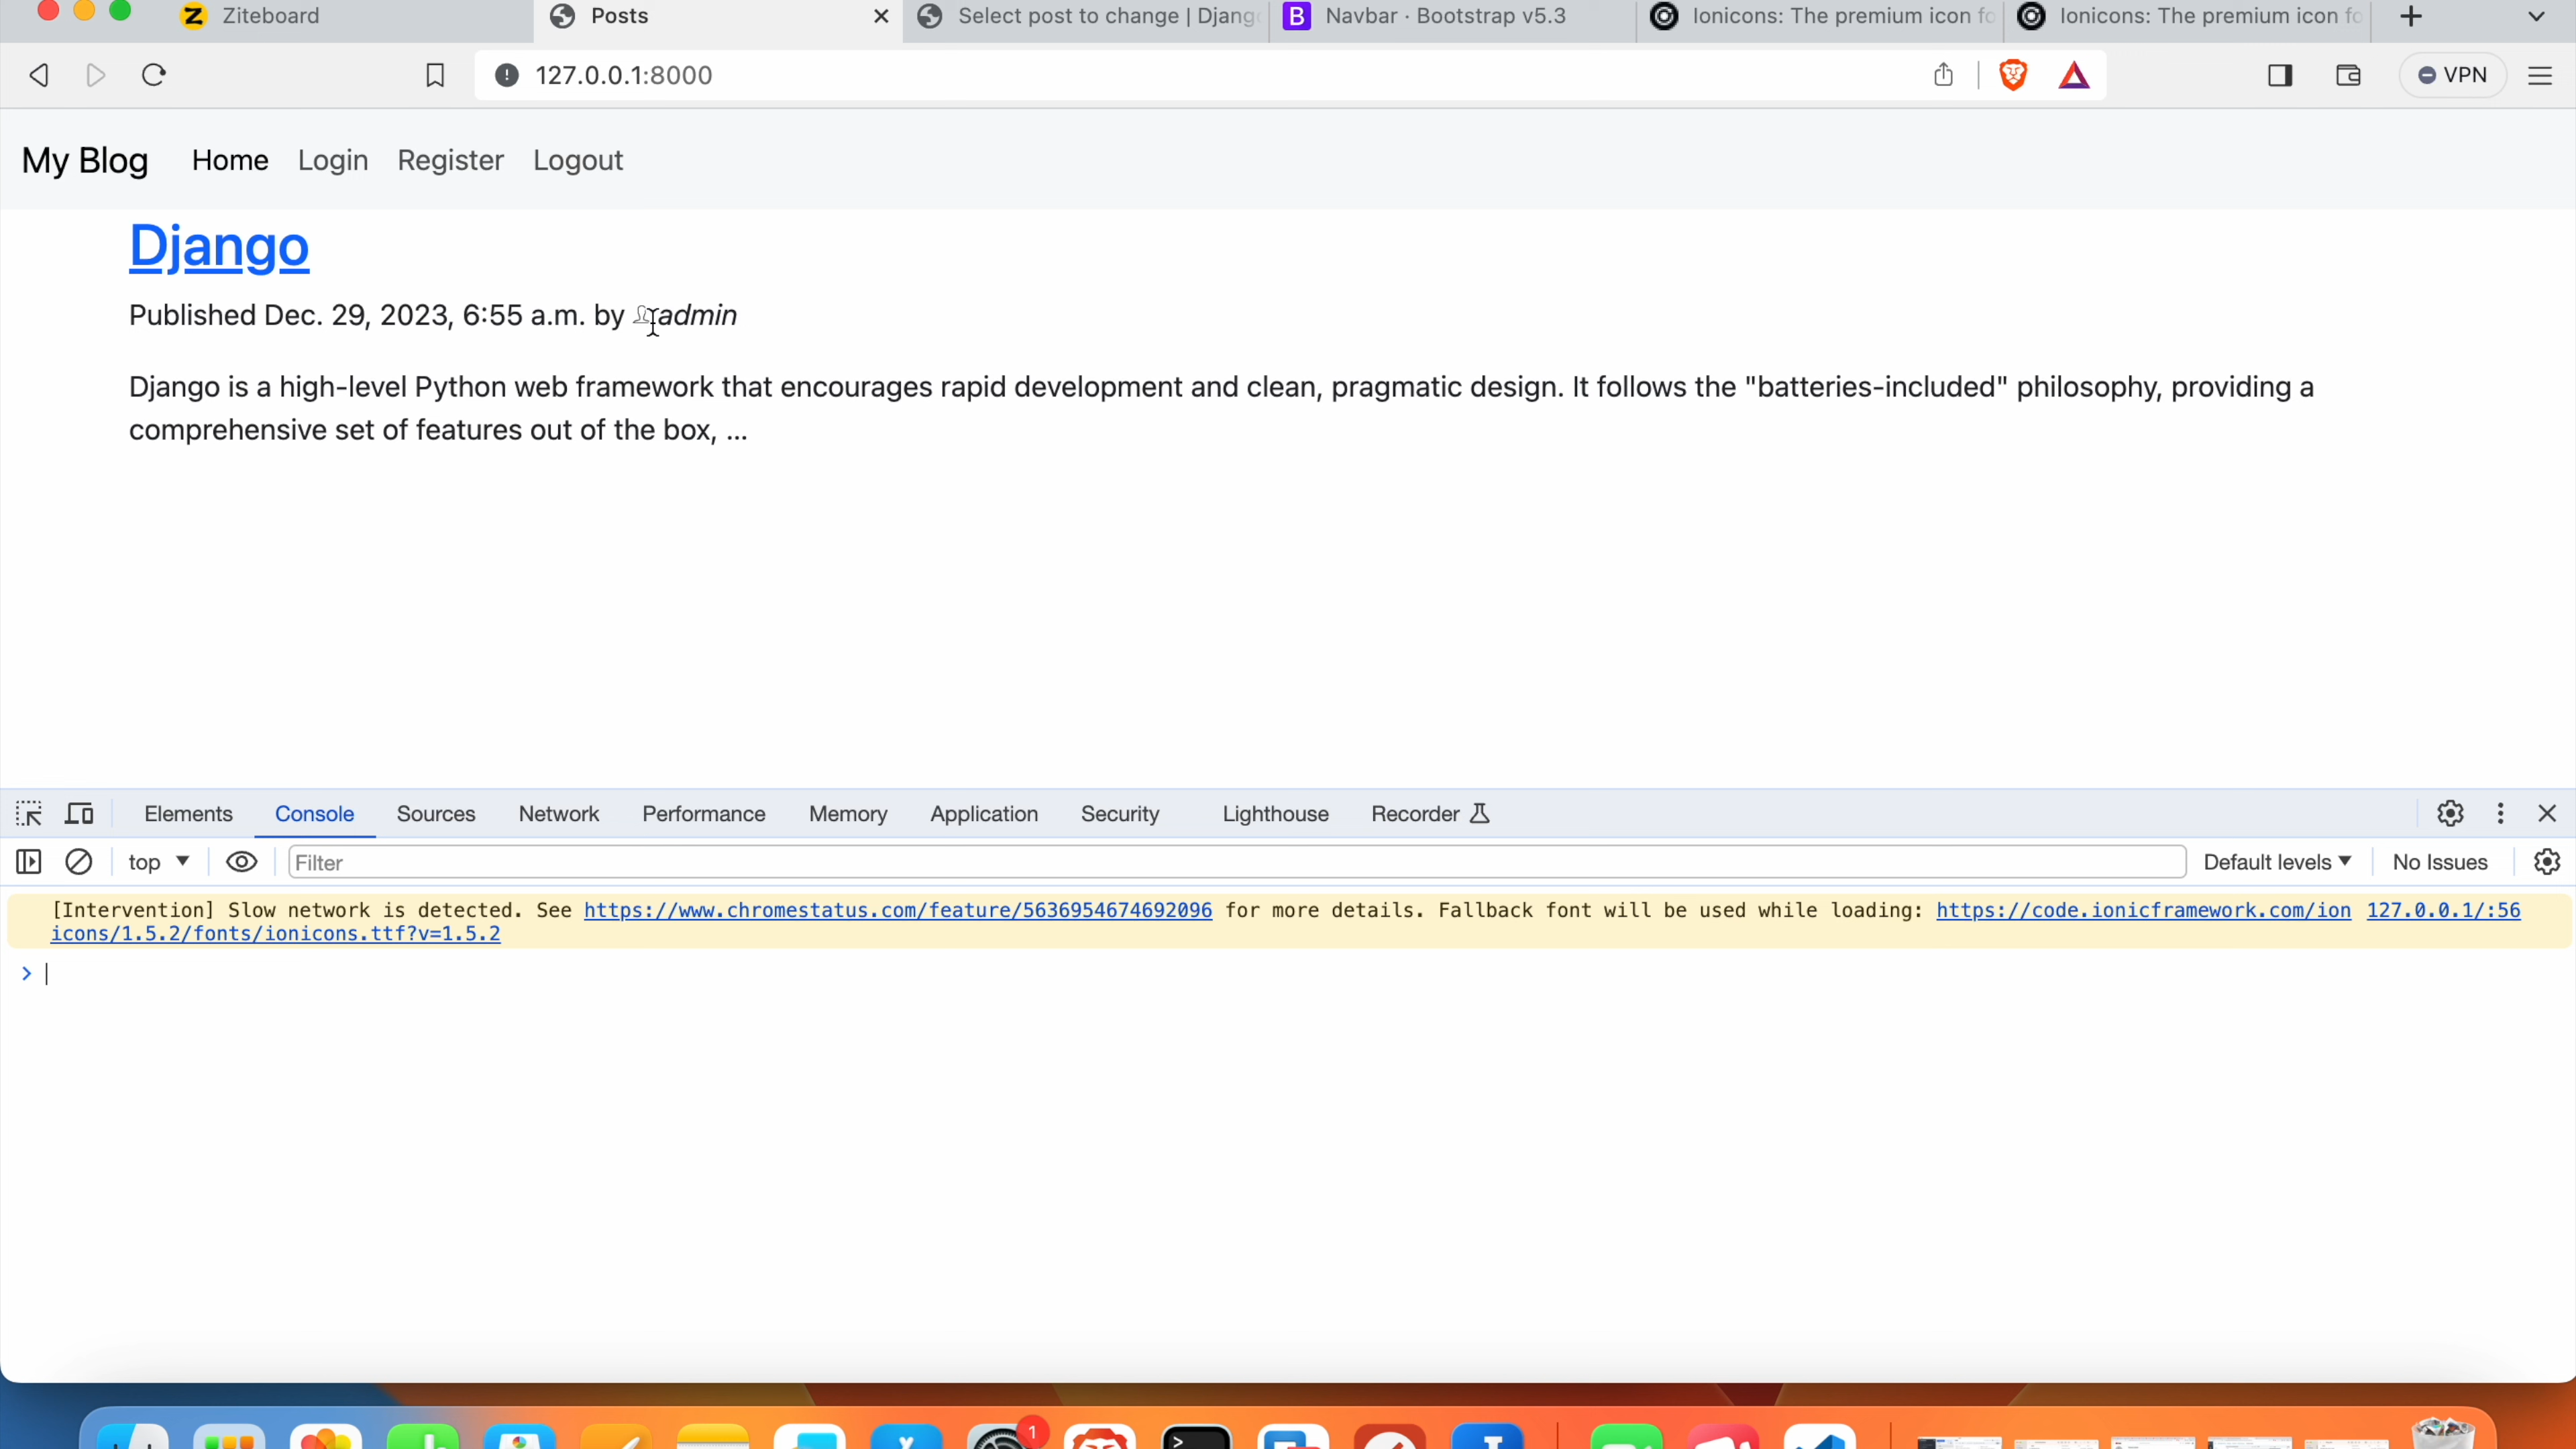 Ziteboard
Posts
Select post to change | Djang
B Navbar · Bootstrap v5.3
Ionicons: The premium icon fo
Ionicons: The premium icon fo
127.0.0.1:8000
VPN
My Blog Home Login Register Logout
Django
Published Dec. 29, 2023, 6:55 a.m. by admin
Django is a high-level Python web framework that encourages rapid development and clean, pragmatic design. It follows the "batteries-included" philosophy, providing a
comprehensive set of features out of the box, ...
Elements Console Sources Network Performance Memory Application Security Lighthouse Recorder
top Filter Default levels No Issues
[Intervention] Slow network is detected. See https://www.chromestatus.com/feature/5636954674692096 for more details. Fallback font will be used while loading: https://code.ionicframework.com/ion 127.0.0.1/:56
icons/1.5.2/fonts/ionicons.ttf?v=1.5.2
1